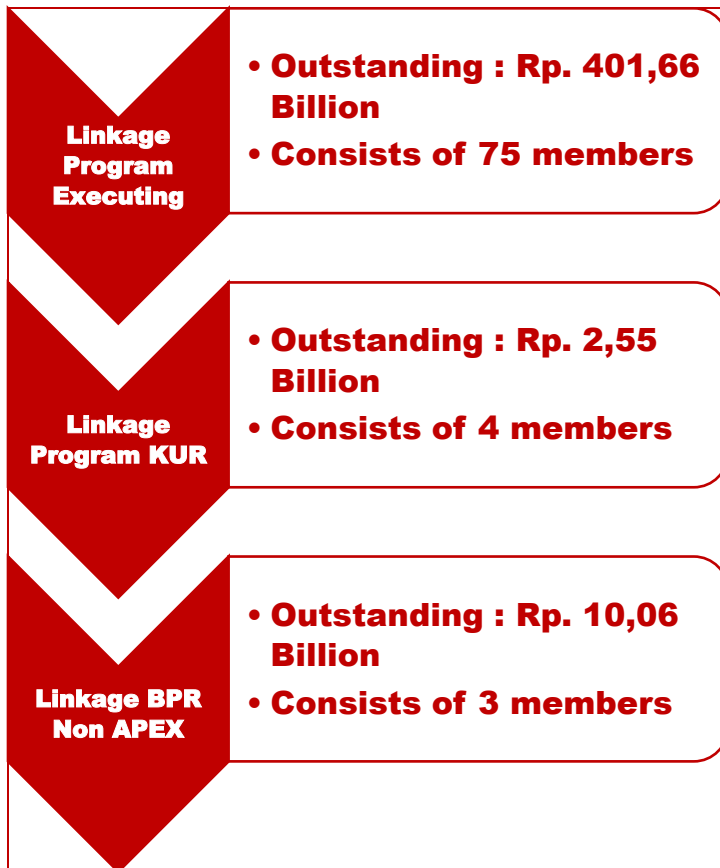 Linkage
Program
Executing
• Outstanding : Rp. 401,66
Billion
• Consists of 75 members
Linkage
Program KUR
• Outstanding : Rp. 2,55
Billion
• Consists of 4 members
Linkage BPR
Non APEX
• Outstanding : Rp. 10,06
Billion
• Consists of 3 members